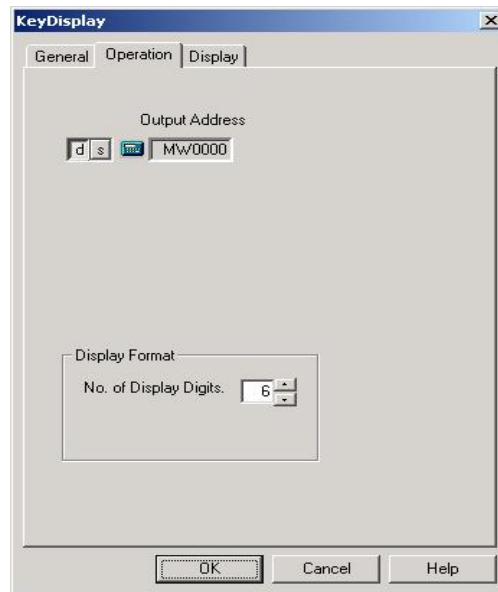 KeyDisplay
General Operation Display
Output Address
d s MW0000
Display Format
No. of Display Digits. 6
OK Cancel Help